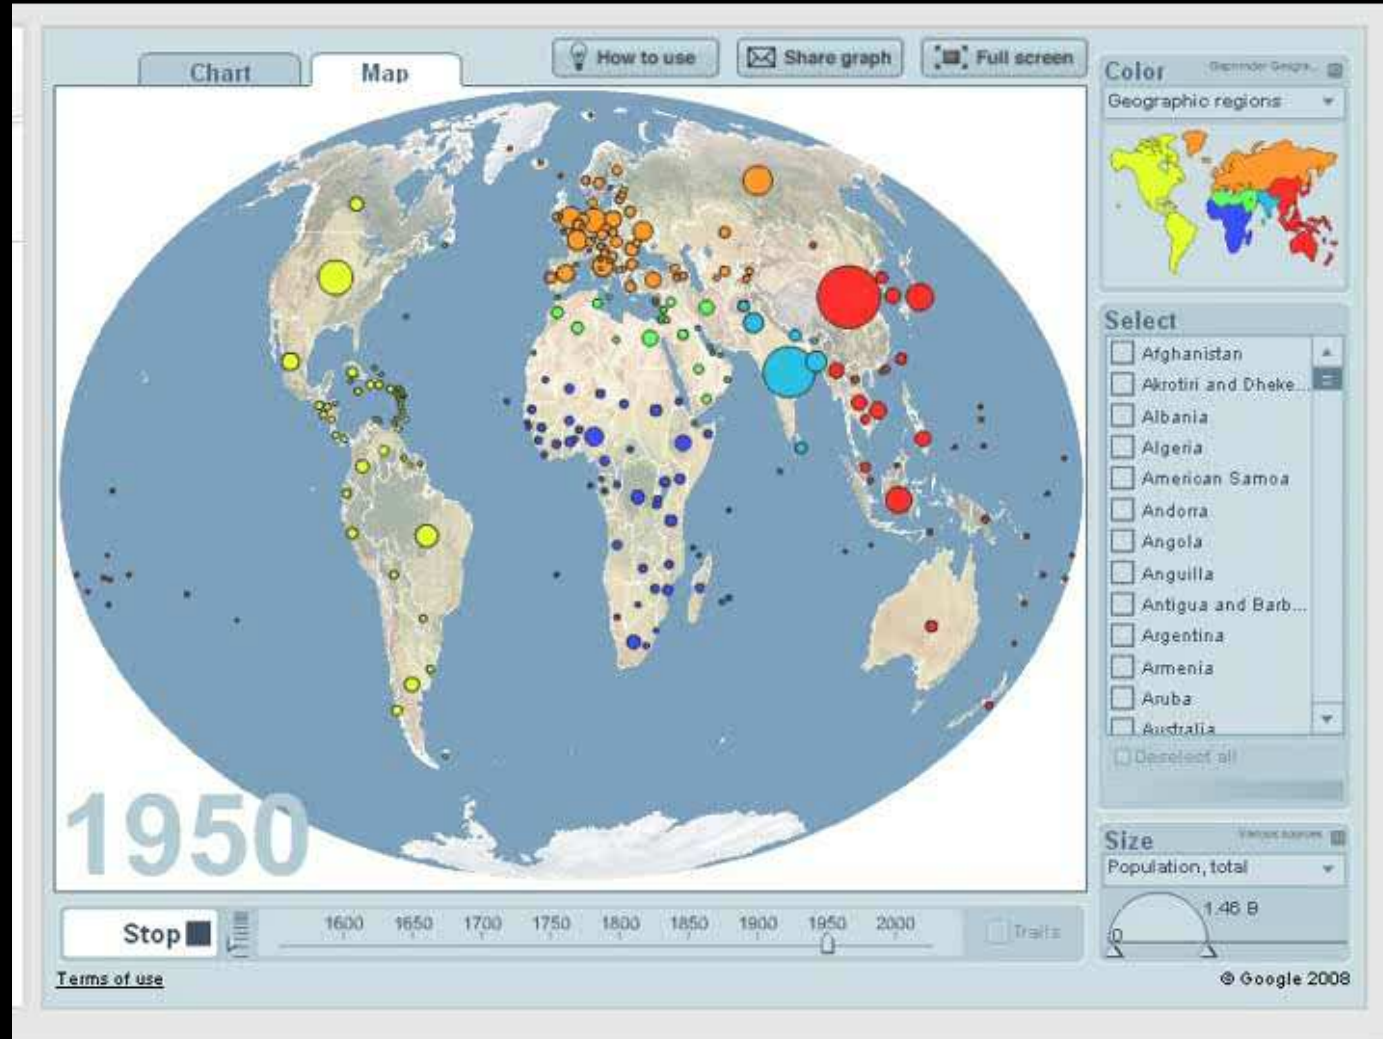 Chart
Map
How to use
Share graph
Full screen
Color
Geographic regions
Select
Afghanistan
Akrotiri and Dheke...
Albania
Algeria
American Samoa
Andorra
Angola
Anguilla
Antigua and Barb...
Argentina
Armenia
Aruba
Australia
Deselect all
1950
Size
Various sources
Population, total
1.46 B
0
Stop
1600 1650 1700 1750 1800 1850 1900 1950 2000
Trails
Terms of use
© Google 2008